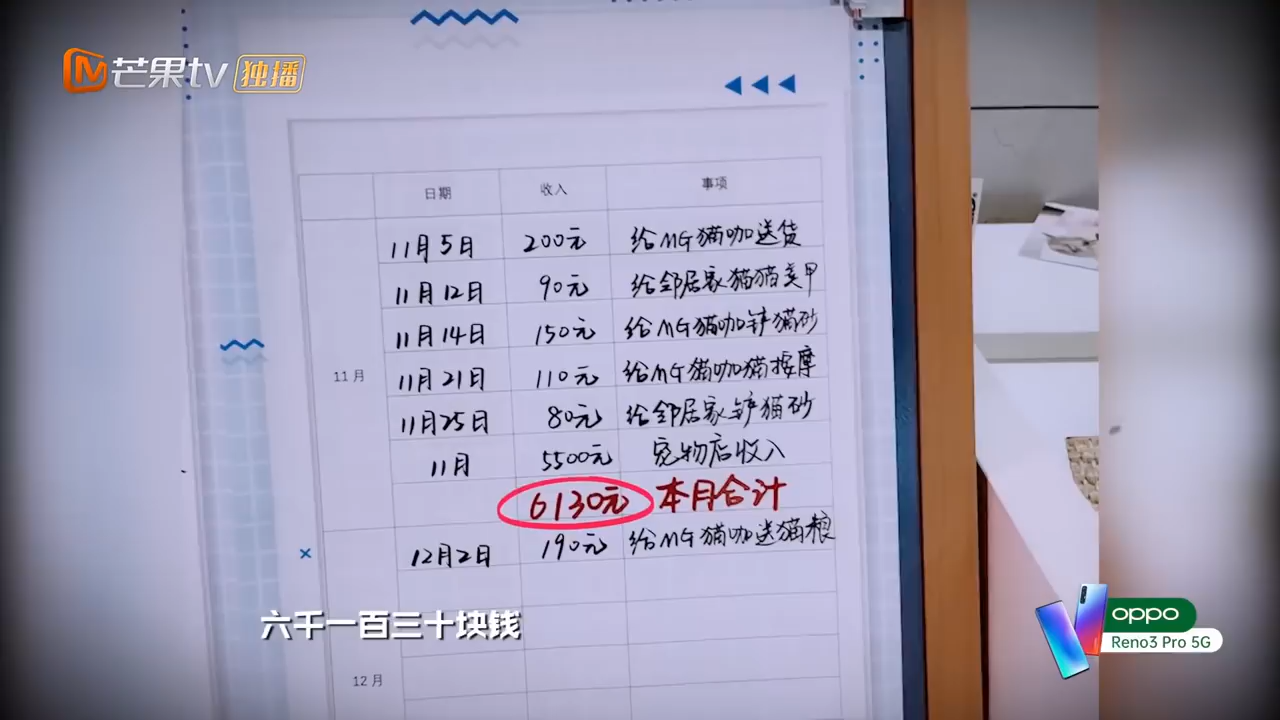 芒果tv 独播
日期 收入 事项
11月5日 200元 给MG猫咖送货
11月12日 90元 给邻居家猫猫美甲
11月14日 150元 给MG猫咖铲猫砂
11月 11月21日 110元 给MG猫咖猫按摩
11月25日 80元 给邻居家铲猫砂
11月 5500元 宠物店收入
6130元 本月合计
12月2日 190元 给MG猫咖送猫粮
六千一百三十块钱
oppo
Reno3 Pro 5G
12月